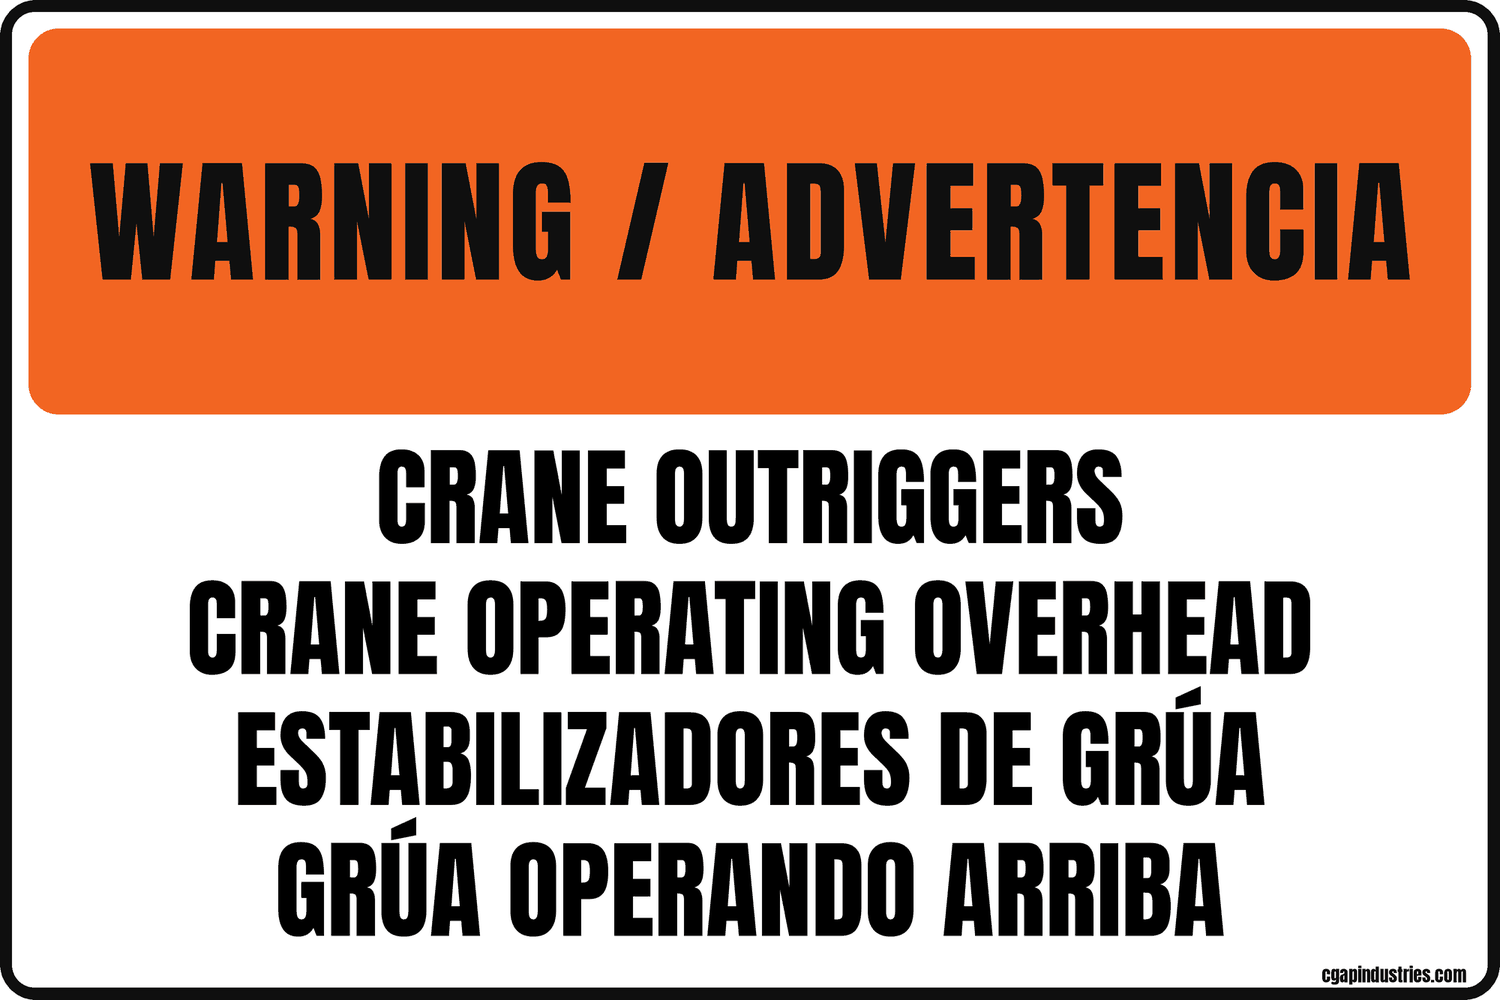 WARNING / ADVERTENCIA
CRANE OUTRIGGERS
CRANE OPERATING OVERHEAD
ESTABILIZADORES DE GRÚA
GRÚA OPERANDO ARRIBA
cgapindustries.com